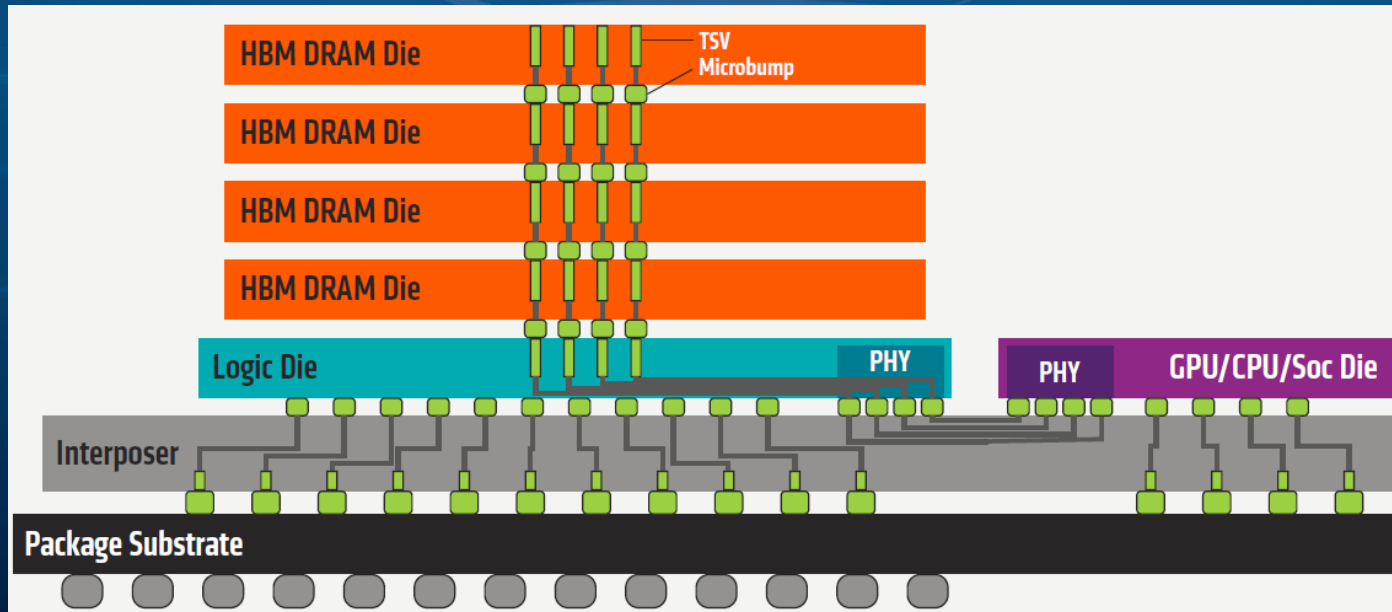 HBM DRAM Die
TSV
Microbump
HBM DRAM Die
HBM DRAM Die
HBM DRAM Die
Logic Die
PHY
PHY
GPU/CPU/Soc Die
Interposer
Package Substrate